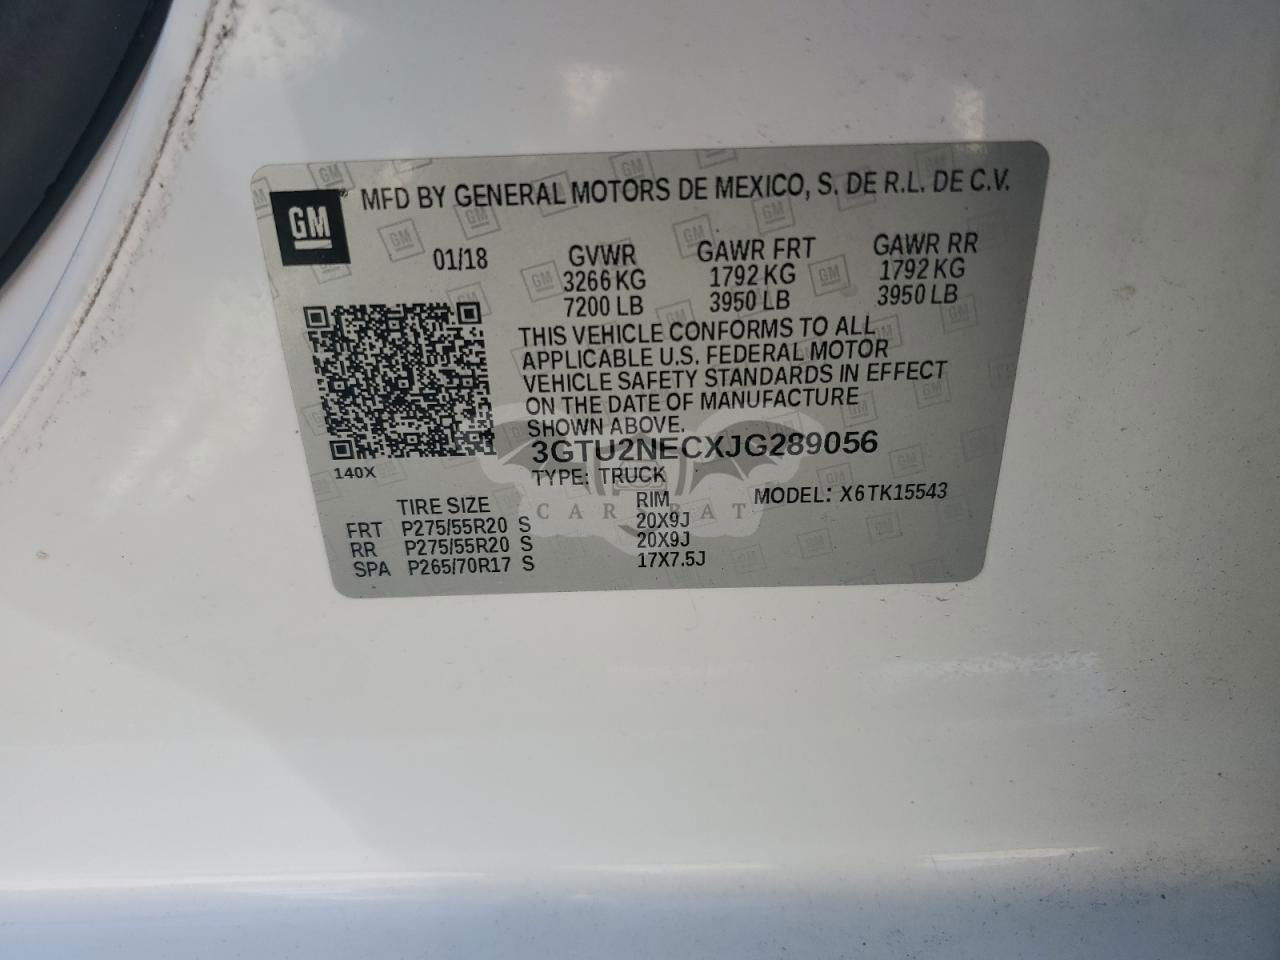 GM
MFD BY GENERAL MOTORS DE MEXICO, S. DE R.L. DE C.V.
01/18 GVWR GAWR FRT GAWR RR
3266 KG 1792 KG 1792 KG
7200 LB 3950 LB 3950 LB
THIS VEHICLE CONFORMS TO ALL
APPLICABLE U.S. FEDERAL MOTOR
VEHICLE SAFETY STANDARDS IN EFFECT
ON THE DATE OF MANUFACTURE
SHOWN ABOVE.
3GTU2NECXJG289056
140X
TYPE: TRUCK
TIRE SIZE RIM MODEL: X6TK15543
CARSBAT
FRT P275/55R20 S 20X9J
RR P275/55R20 S 20X9J
SPA P265/70R17 S 17X7.5J